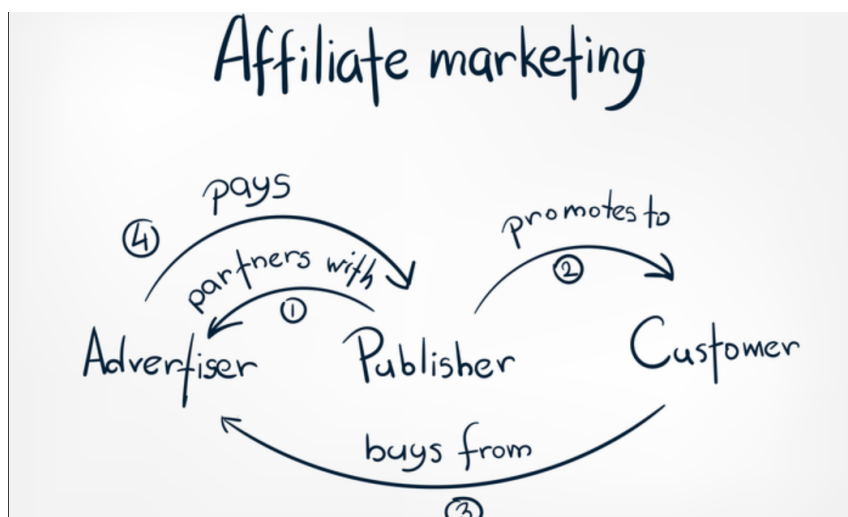 Affiliate marketing
pays
④
promotes to
partners with
②
①
Advertiser
Publisher
Customer
buys from
③